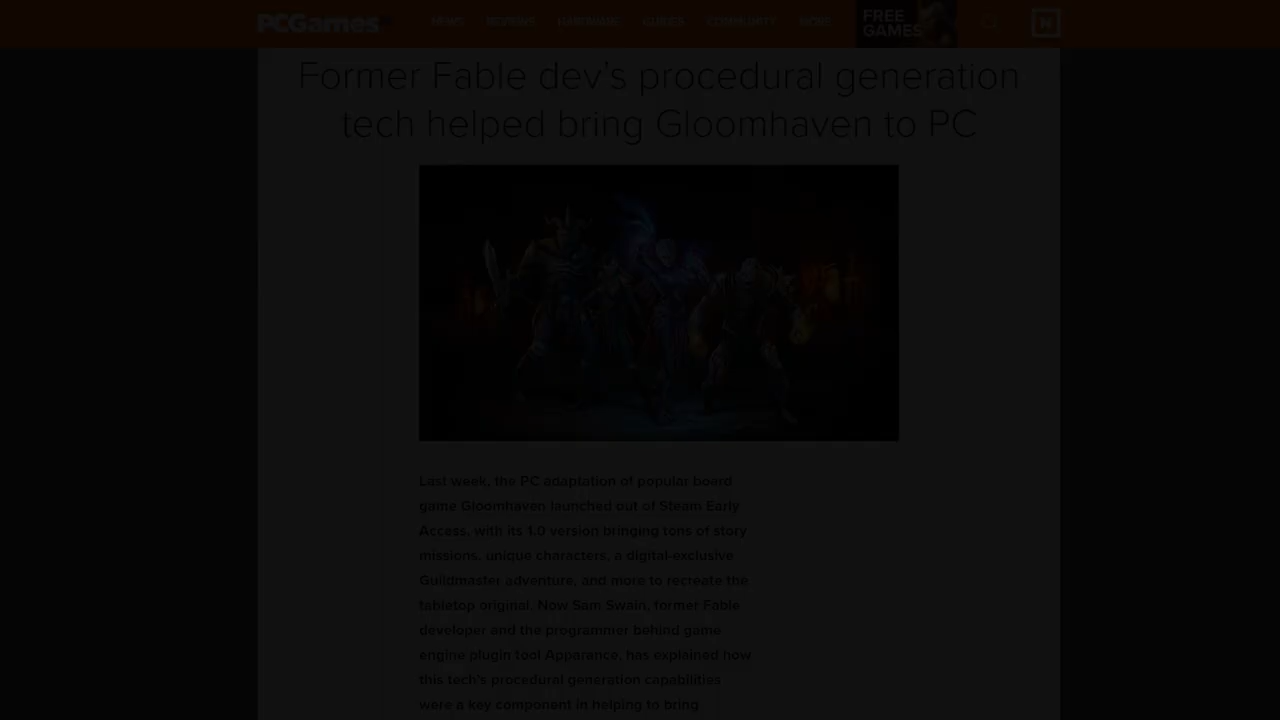 PCGamesN
NEWS REVIEWS HARDWARE GUIDES COMMUNITY MORE
FREE
GAMES
N
Former Fable dev's procedural generation
tech helped bring Gloomhaven to PC
Last week, the PC adaptation of popular board
game Gloomhaven launched out of Steam Early
Access, with its 1.0 version bringing tons of story
missions, unique characters, a digital-exclusive
Guildmaster adventure, and more to recreate the
tabletop original. Now Sam Swain, former Fable
developer and the programmer behind game
engine plugin tool Apparance, has explained how
this tech's procedural generation capabilities
were a key component in helping to bring